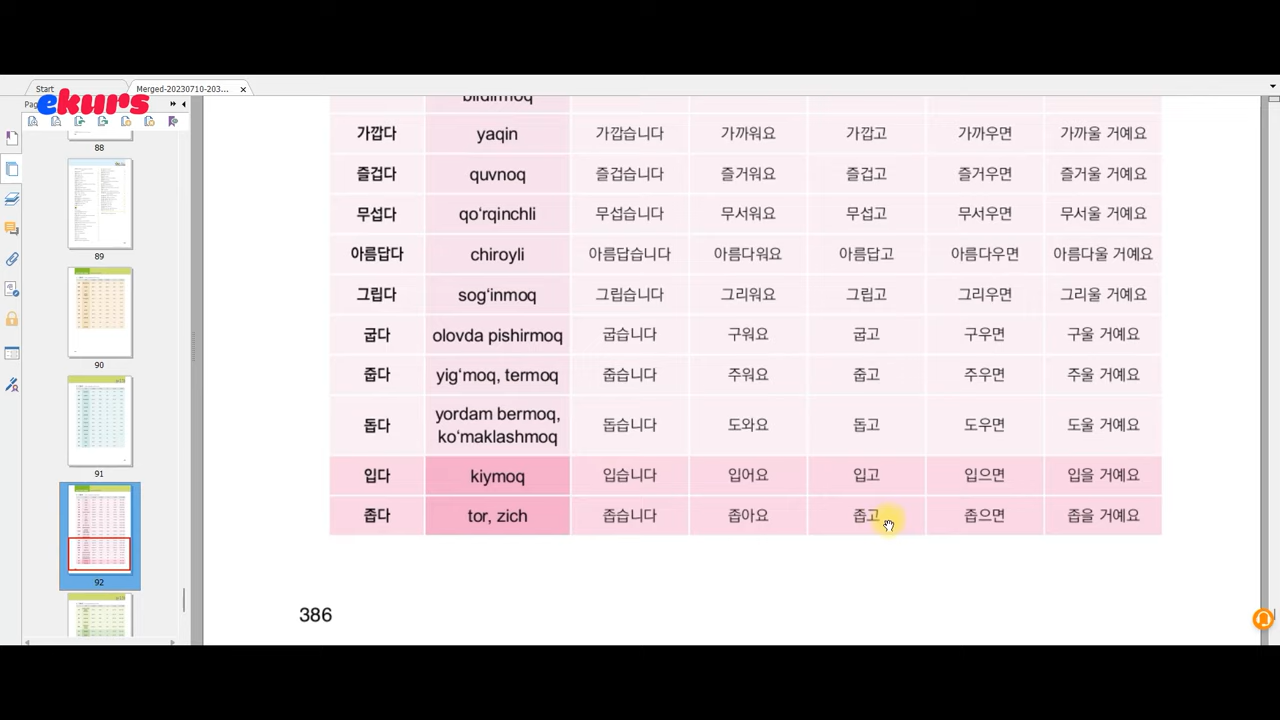 Start
Merged-20230710-203...
ekurs
88
89
90
91
92
bildirmoq
가깝다 yaqin 가깝습니다 가까워요 가깝고 가까우면 가까울 거예요
즐겁다 quvnoq 즐겁습니다 즐거워요 즐겁고 즐거우면 즐거울 거예요
무섭다 qo‘rqinchli 무섭습니다 무서워요 무섭고 무서우면 무서울 거예요
아름답다 chiroyli 아름답습니다 아름다워요 아름답고 아름다우면 아름다울 거예요
그립다 sog‘inmoq 그립습니다 그리워요 그립고 그리우면 그리울 거예요
굽다 olovda pishirmoq 굽습니다 구워요 굽고 구우면 구울 거예요
줍다 yig‘moq, termoq 줍습니다 주워요 줍고 주우면 주울 거예요
돕다 yordam bermoq, ko‘maklashmoq 돕습니다 도와요 돕고 도우면 도울 거예요
입다 kiymoq 입습니다 입어요 입고 입으면 입을 거예요
좁다 tor, zich 좁습니다 좁아요 좁고 좁으면 좁을 거예요
386